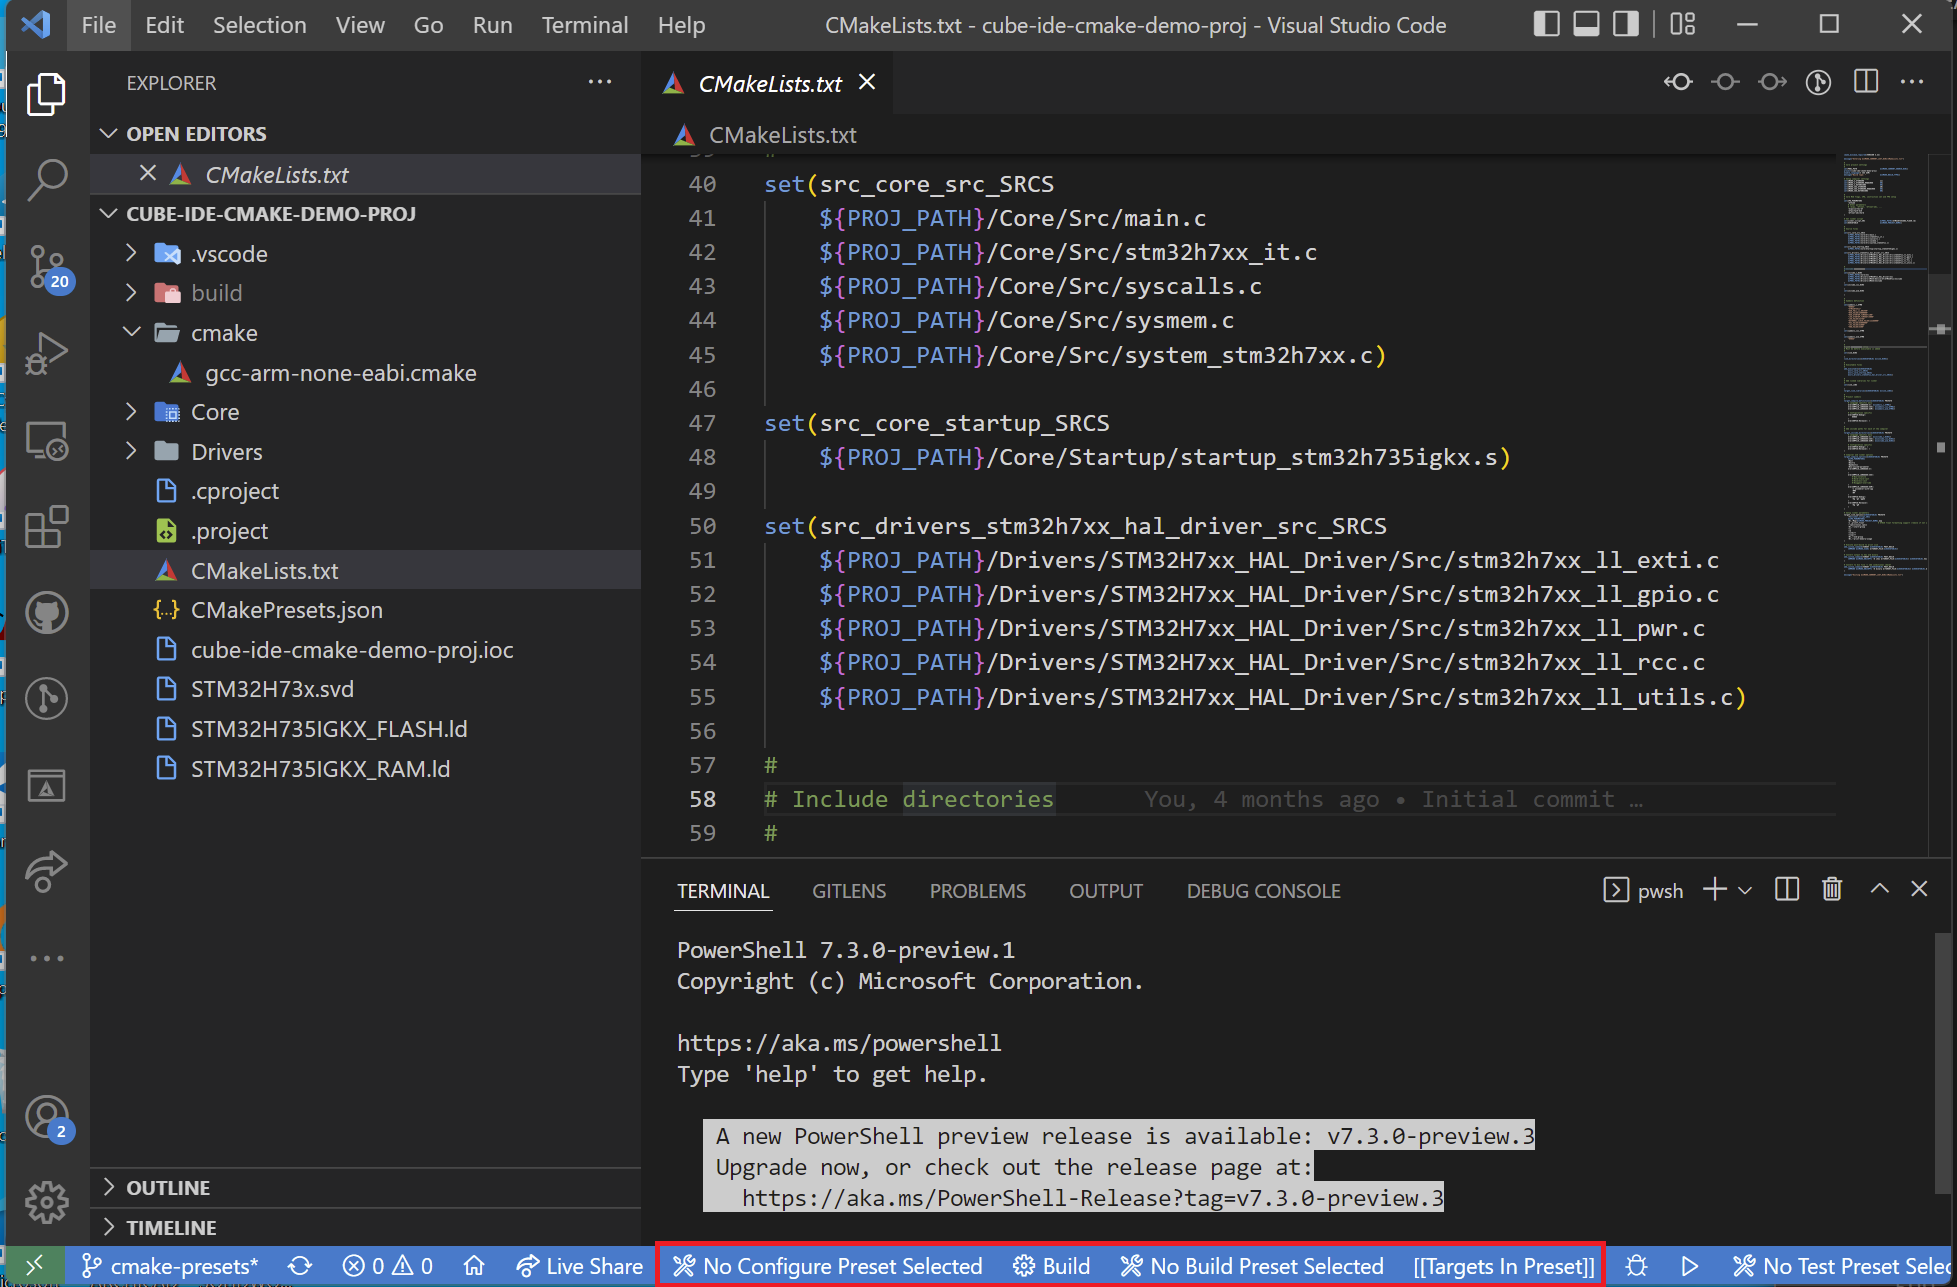 File Edit Selection View Go Run Terminal Help CMakeLists.txt - cube-ide-cmake-demo-proj - Visual Studio Code
EXPLORER
OPEN EDITORS
CMakeLists.txt
CUBE-IDE-CMAKE-DEMO-PROJ
.vscode
build
cmake
gcc-arm-none-eabi.cmake
Core
Drivers
.cproject
.project
CMakeLists.txt
CMakePresets.json
cube-ide-cmake-demo-proj.ioc
STM32H73x.svd
STM32H735IGKX_FLASH.ld
STM32H735IGKX_RAM.ld
OUTLINE
TIMELINE
20
2
CMakeLists.txt
CMakeLists.txt
40 set(src_core_src_SRCS
41 ${PROJ_PATH}/Core/Src/main.c
42 ${PROJ_PATH}/Core/Src/stm32h7xx_it.c
43 ${PROJ_PATH}/Core/Src/syscalls.c
44 ${PROJ_PATH}/Core/Src/sysmem.c
45 ${PROJ_PATH}/Core/Src/system_stm32h7xx.c)
46
47 set(src_core_startup_SRCS
48 ${PROJ_PATH}/Core/Startup/startup_stm32h735igkx.s)
49
50 set(src_drivers_stm32h7xx_hal_driver_src_SRCS
51 ${PROJ_PATH}/Drivers/STM32H7xx_HAL_Driver/Src/stm32h7xx_ll_exti.c
52 ${PROJ_PATH}/Drivers/STM32H7xx_HAL_Driver/Src/stm32h7xx_ll_gpio.c
53 ${PROJ_PATH}/Drivers/STM32H7xx_HAL_Driver/Src/stm32h7xx_ll_pwr.c
54 ${PROJ_PATH}/Drivers/STM32H7xx_HAL_Driver/Src/stm32h7xx_ll_rcc.c
55 ${PROJ_PATH}/Drivers/STM32H7xx_HAL_Driver/Src/stm32h7xx_ll_utils.c)
56
57 #
58 # Include directories You, 4 months ago • Initial commit …
59 #
TERMINAL GITLENS PROBLEMS OUTPUT DEBUG CONSOLE pwsh
PowerShell 7.3.0-preview.1
Copyright (c) Microsoft Corporation.
https://aka.ms/powershell
Type 'help' to get help.
A new PowerShell preview release is available: v7.3.0-preview.3
Upgrade now, or check out the release page at:
https://aka.ms/PowerShell-Release?tag=v7.3.0-preview.3
cmake-presets* 0 0 Live Share No Configure Preset Selected Build No Build Preset Selected [[Targets In Preset]] No Test Preset Selec